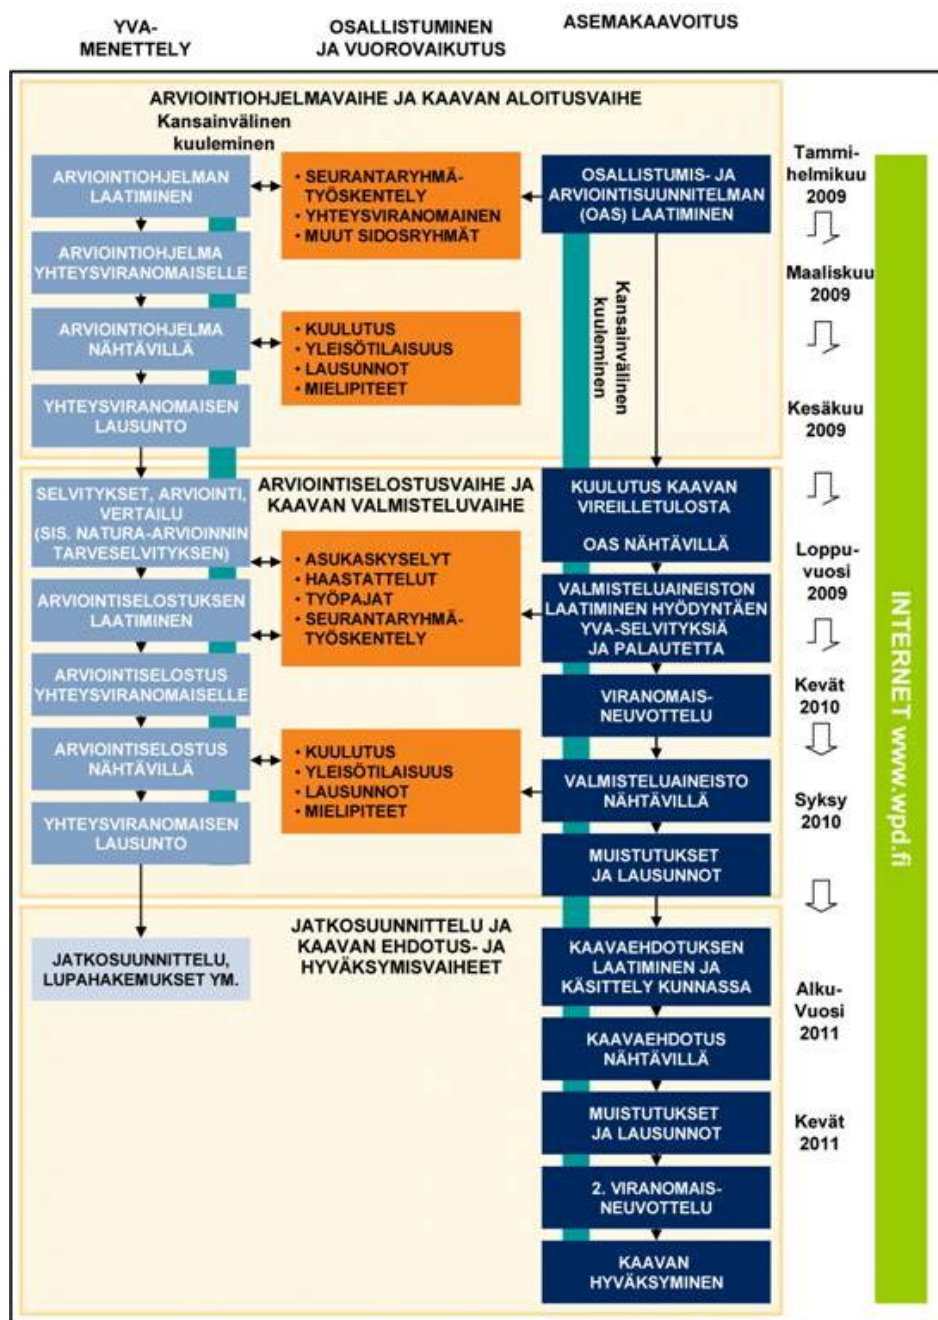 YVA-
MENETTELY
OSALLISTUMINEN
JA VUOROVAIKUTUS
ASEMAKAAVOITUS
ARVIOINTIOHJELMAVAIHE JA KAAVAN ALOITUSVAIHE
Kansainvälinen
kuuleminen
ARVIOINTIOHJELMAN
LAATIMINEN
ARVIOINTIOHJELMA
YHTEYSVIRANOMAISELLE
ARVIOINTIOHJELMA
NÄHTÄVILLÄ
YHTEYSVIRANOMAISEN
LAUSUNTO
• SEURANTARYHMÄ-
TYÖSKENTELY
• YHTEYSVIRANOMAINEN
• MUUT SIDOSRYHMÄT
• KUULUTUS
• YLEISÖTILAISUUS
• LAUSUNNOT
• MIELIPITEET
OSALLISTUMIS- JA
ARVIOINTISUUNNITELMAN
(OAS) LAATIMINEN
Kansainvälinen
kuuleminen
ARVIOINTISELOSTUSVAIHE JA
KAAVAN VALMISTELUVAIHE
SELVITYKSET, ARVIOINTI,
VERTAILU
(SIS. NATURA-ARVIOINNIN
TARVESELVITYKSEN)
ARVIOINTISELOSTUKSEN
LAATIMINEN
ARVIOINTISELOSTUS
YHTEYSVIRANOMAISELLE
ARVIOINTISELOSTUS
NÄHTÄVILLÄ
YHTEYSVIRANOMAISEN
LAUSUNTO
• ASUKASKYSELYT
• HAASTATTELUT
• TYÖPAJAT
• SEURANTARYHMÄ-
TYÖSKENTELY
• KUULUTUS
• YLEISÖTILAISUUS
• LAUSUNNOT
• MIELIPITEET
KUULUTUS KAAVAN
VIREILLETULOSTA
OAS NÄHTÄVILLÄ
VALMISTELUAINEISTON
LAATIMINEN HYÖDYNTÄEN
YVA-SELVITYKSIÄ
JA PALAUTETTA
VIRANOMAIS-
NEUVOTTELU
VALMISTELUAINEISTO
NÄHTÄVILLÄ
MUISTUTUKSET
JA LAUSUNNOT
JATKOSUUNNITTELU JA
KAAVAN EHDOTUS- JA
HYVÄKSYMISVAIHEET
JATKOSUUNNITTELU,
LUPAHAKEMUKSET YM.
KAAVAEHDOTUKSEN
LAATIMINEN JA
KÄSITTELY KUNNASSA
KAAVAEHDOTUS
NÄHTÄVILLÄ
MUISTUTUKSET
JA LAUSUNNOT
2. VIRANOMAIS-
NEUVOTTELU
KAAVAN
HYVÄKSYMINEN
Tammi-
helmikuu
2009
Maaliskuu
2009
Kesäkuu
2009
Loppu-
vuosi
2009
Kevät
2010
Syksy
2010
Alku-
Vuosi
2011
Kevät
2011
INTERNET www.wpd.fi